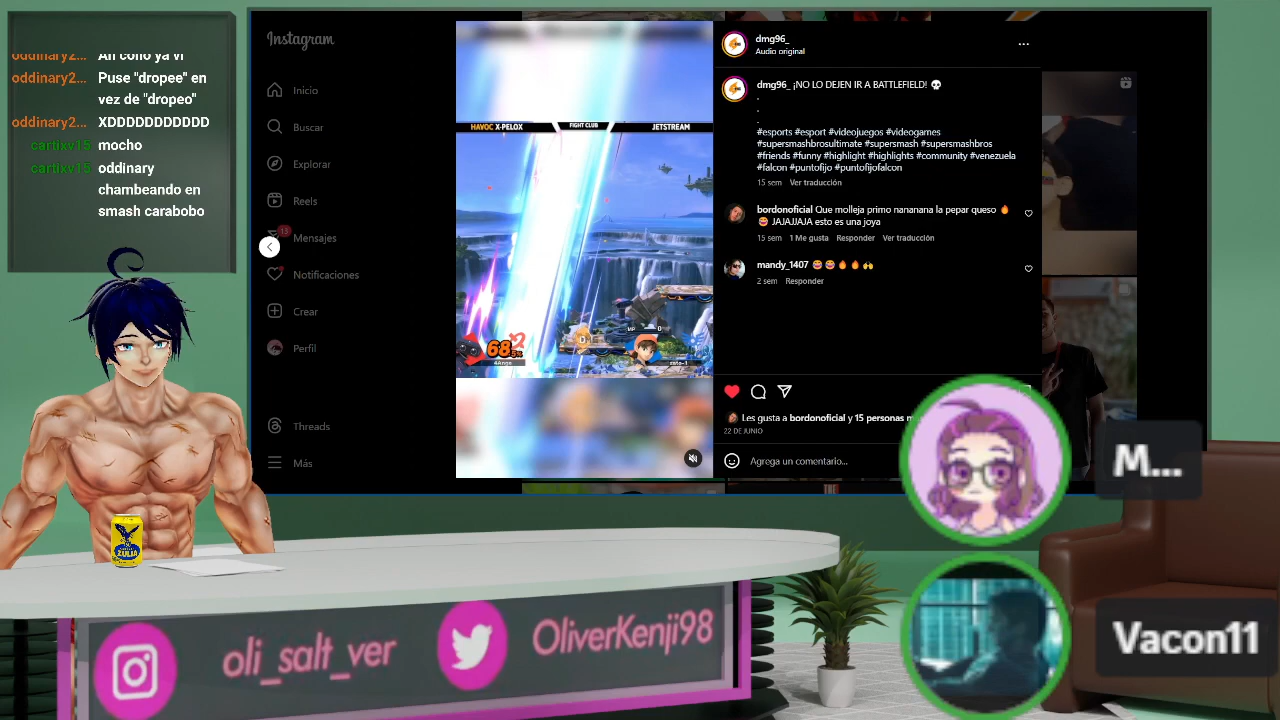 oddinary2... Ah coño ya vi
oddinary2... Puse "dropee" en
vez de "dropeo"
oddinary2... XDDDDDDDDDDD
cartixv15 mocho
cartixv15 oddinary
chambeando en
smash carabobo
Instagram
Inicio
Buscar
Explorar
Reels
13
Mensajes
Notificaciones
Crear
Perfil
Threads
Más
HAVOC X-PELOX
FIGHT CLUB
JETSTREAM
68
dmg96_
Audio original
dmg96_ ¡NO LO DEJEN IR A BATTLEFIELD! 💀
.
.
.
#esports #esport #videojuegos #videogames
#supersmashbrosultimate #supersmash #supersmashbros
#friends #funny #highlight #highlights #community #venezuela
#falcon #puntofijo #puntofijofalcon
15 sem Ver traducción
bordonoficial Que molleja primo nananana la pepar queso 🔥
😂 JAJAJJAJA esto es una joya
15 sem 1 Me gusta Responder Ver traducción
mandy_1407 😂😂🔥🔥🙌
2 sem Responder
Les gusta a bordonoficial y 15 personas
22 DE JUNIO
Agrega un comentario...
M...
Vacon11
ZULIA
oli_salt_ver
OliverKenji98